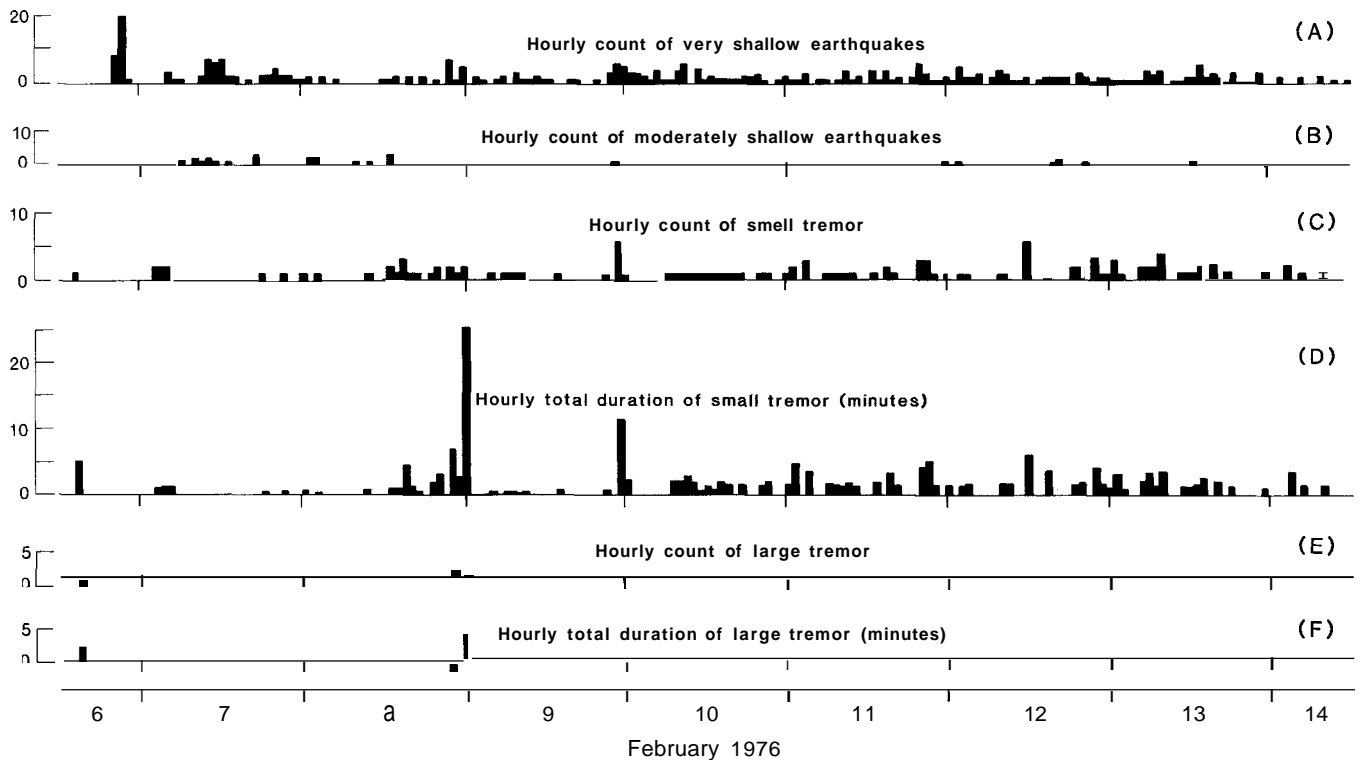 20
10
0
Hourly count of very shallow earthquakes
(A)
10
0
Hourly count of moderately shallow earthquakes
(B)
10
0
Hourly count of smell tremor
(C)
20
10
0
Hourly total duration of small tremor (minutes)
(D)
5
n
Hourly count of large tremor
(E)
5
n
Hourly total duration of large tremor (minutes)
(F)
6 7 a 9 10 11 12 13 14
February 1976